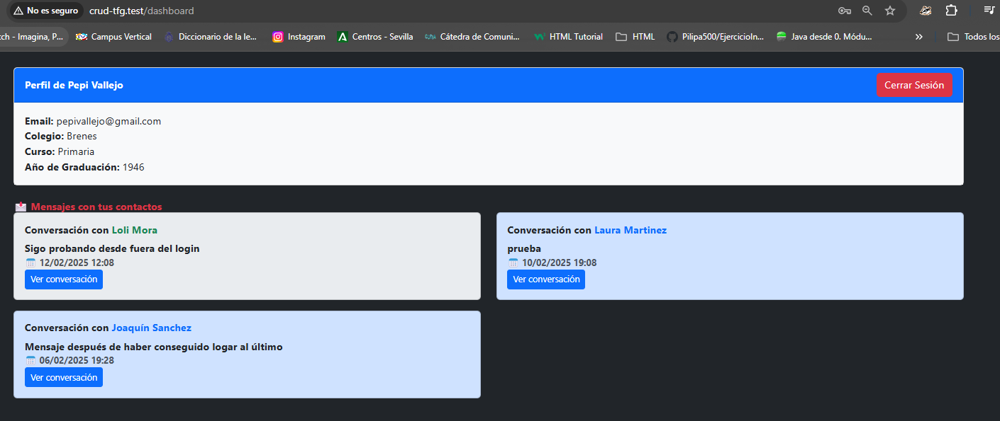 No es seguro crud-tfg.test/dashboard
tch - Imagina, P... Campus Vertical Diccionario de la le... Instagram Centros - Sevilla Cátedra de Comuni... HTML Tutorial HTML Pilipa500/EjercicioIn... Java desde 0. Módu... » Todos los
Perfil de Pepi Vallejo Cerrar Sesión
Email: pepivallejo@gmail.com
Colegio: Brenes
Curso: Primaria
Año de Graduación: 1946
Mensajes con tus contactos
Conversación con Loli Mora
Sigo probando desde fuera del login
12/02/2025 12:08
Ver conversación
Conversación con Laura Martinez
prueba
10/02/2025 19:08
Ver conversación
Conversación con Joaquín Sanchez
Mensaje después de haber conseguido logar al último
06/02/2025 19:28
Ver conversación